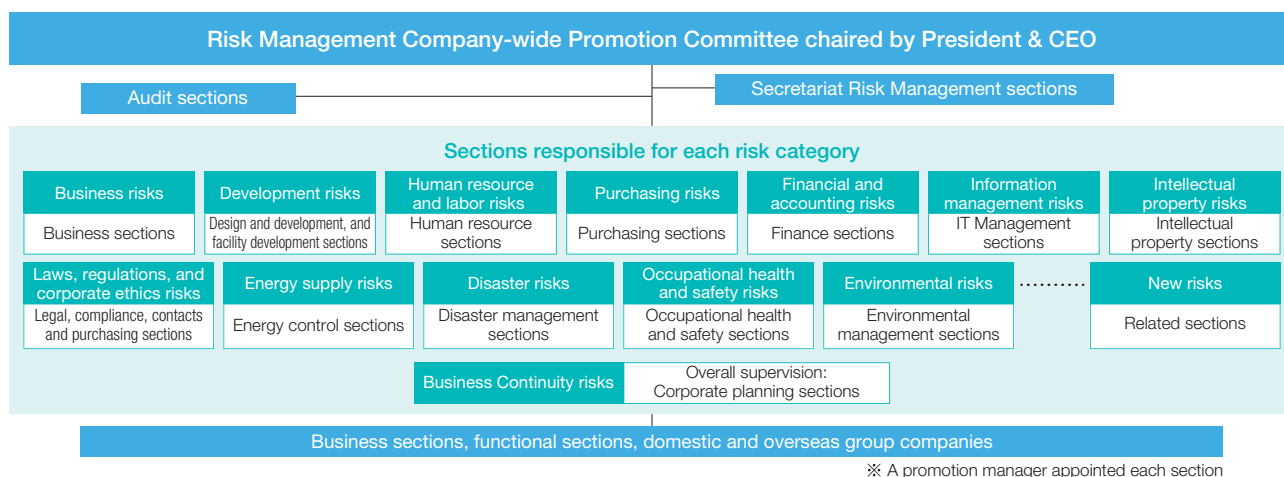 Risk Management Company-wide Promotion Committee chaired by President & CEO
Audit sections
Secretariat Risk Management sections
Sections responsible for each risk category
Business risks
Business sections
Development risks
Design and development, and
facility development sections
Human resource
and labor risks
Human resource
sections
Purchasing risks
Purchasing sections
Financial and
accounting risks
Finance sections
Information
management risks
IT Management
sections
Intellectual
property risks
Intellectual
property sections
Laws, regulations, and
corporate ethics risks
Legal, compliance, contacts
and purchasing sections
Energy supply risks
Energy control sections
Disaster risks
Disaster management
sections
Occupational health
and safety risks
Occupational health
and safety sections
Environmental risks
Environmental
management sections
..........
New risks
Related sections
Business Continuity risks
Overall supervision:
Corporate planning sections
Business sections, functional sections, domestic and overseas group companies
※ A promotion manager appointed each section